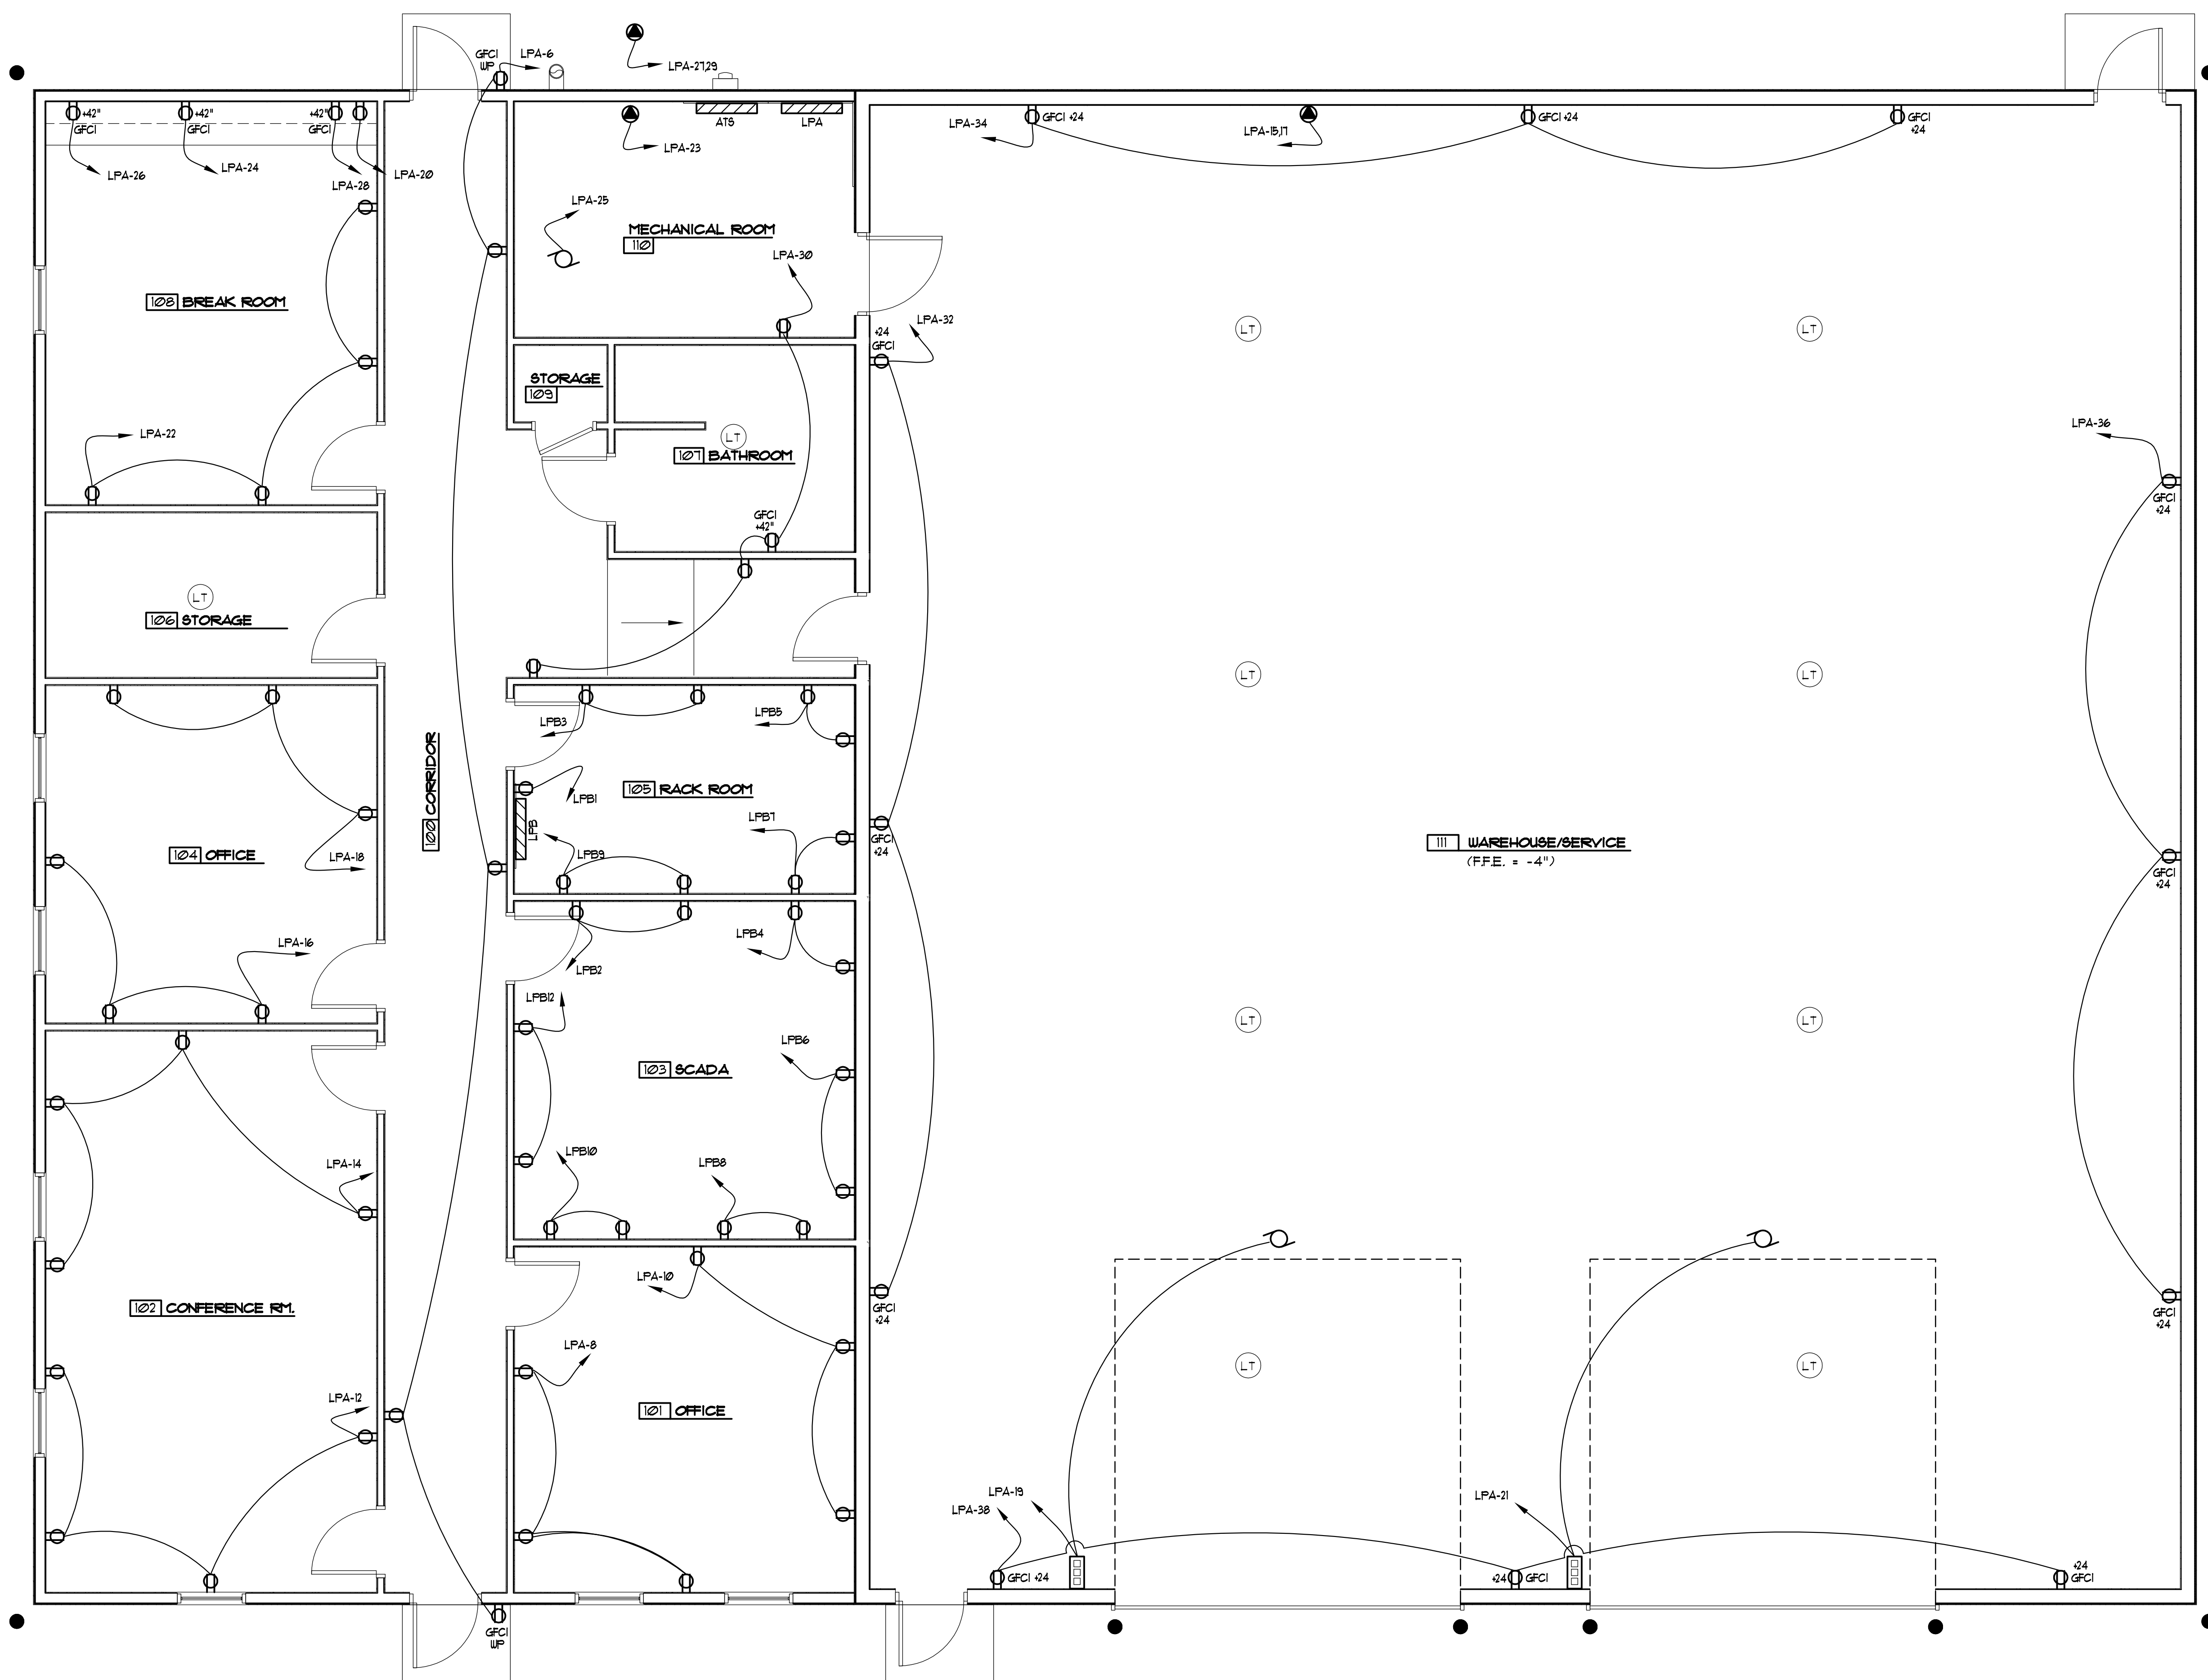 GFCI
WP
LPA-6
LPA-27,29
+42"
GFCI
+42"
GFCI
+42"
GFCI
LPA-26
LPA-24
LPA-28
LPA-20
ATS
LPA
LPA-23
LPA-34
GFCI +24
LPA-15,17
GFCI +24
GFCI
+24
LPA-25
MECHANICAL ROOM
110
LPA-30
108 BREAK ROOM
+24
GFCI
LPA-32
LT
LT
STORAGE
109
LPA-22
LT
107 BATHROOM
LPA-36
GFCI
+24
GFCI
+42"
LT
106 STORAGE
LT
LT
LPB3
LPB5
100 CORRIDOR
105 RACK ROOM
LPB1
LPB
LPB7
LPB9
104 OFFICE
LPA-18
GFCI
+24
111 WAREHOUSE/SERVICE
(F.F.E. = -4")
GFCI
+24
LPA-16
LPB4
LPB2
LPB12
LT
LT
LPB6
103 SCADA
LPA-14
LPB10
LPB8
LPA-10
102 CONFERENCE RM.
GFCI
+24
GFCI
+24
LPA-8
LT
LT
LPA-12
101 OFFICE
LPA-38
LPA-19
LPA-21
GFCI +24
+24 GFCI
+24
GFCI
GFCI
WP